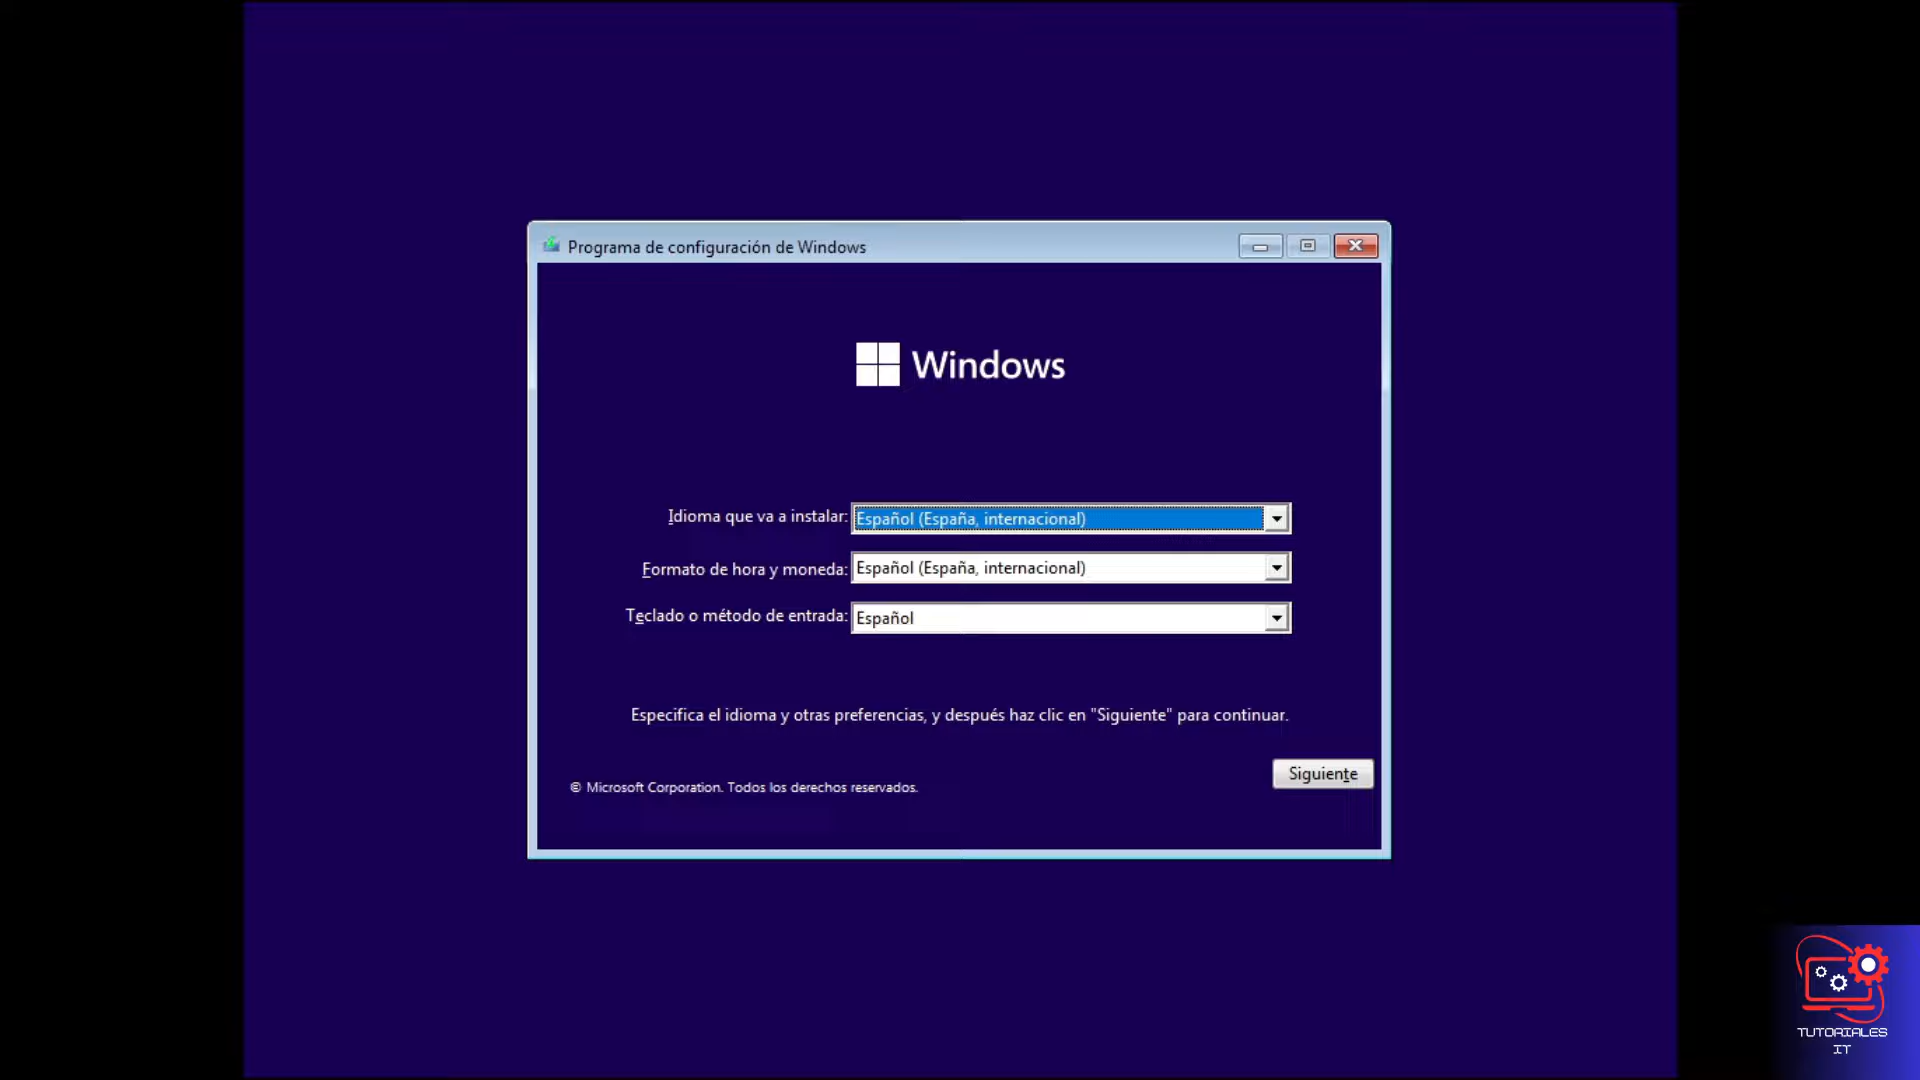 Programa de configuración de Windows
Windows
Idioma que va a instalar: Español (España, internacional)
Formato de hora y moneda: Español (España, internacional)
Teclado o método de entrada: Español
Especifica el idioma y otras preferencias, y después haz clic en "Siguiente" para continuar.
Siguiente
© Microsoft Corporation. Todos los derechos reservados.
TUTORIALES
IT